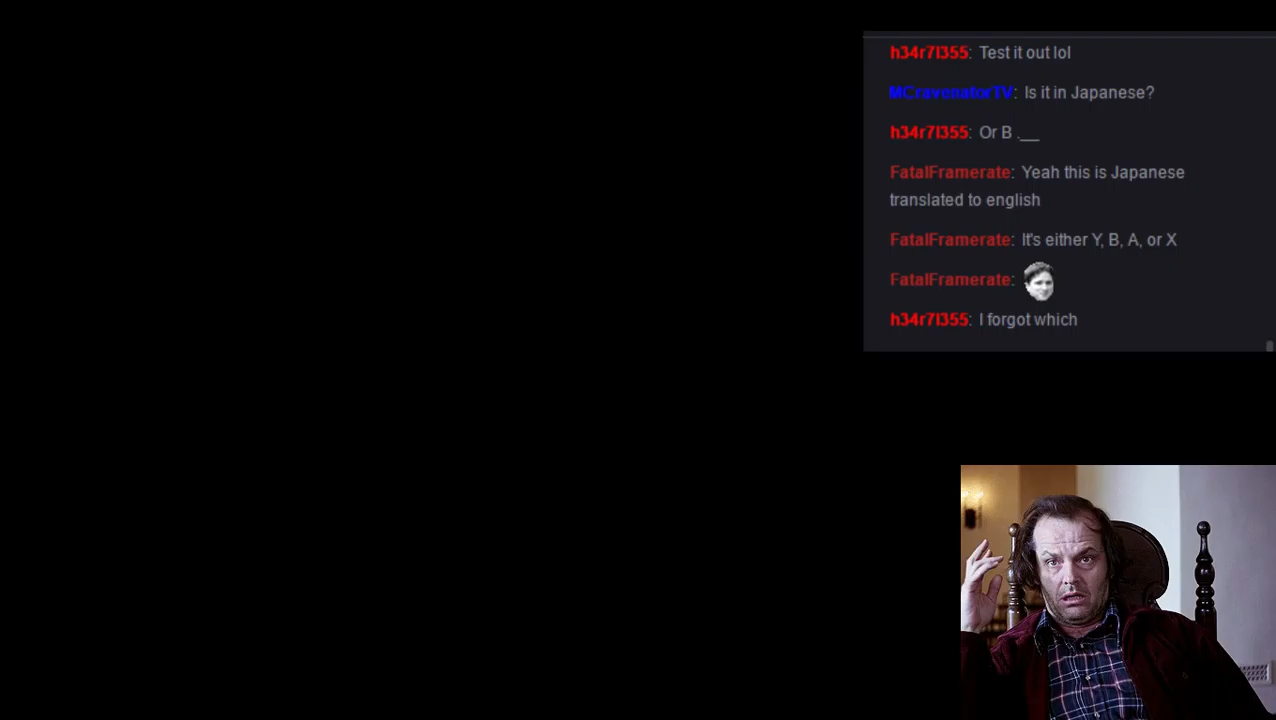 h34r7l355: Test it out lol
MCravenatorTV: Is it in Japanese?
h34r7l355: Or B .__
FatalFramerate: Yeah this is Japanese
translated to english
FatalFramerate: It's either Y, B, A, or X
FatalFramerate:
h34r7l355: I forgot which